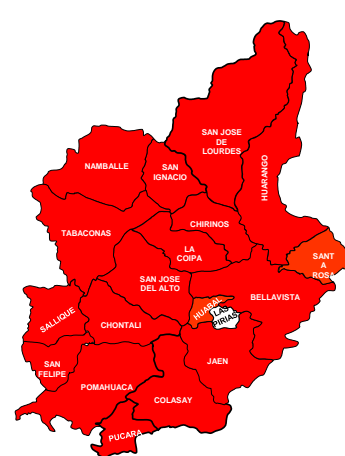 SAN JOSE
DE
LOURDES
HUARANGO
NAMBALLE
SAN
IGNACIO
CHIRINOS
TABACONAS
LA
COIPA
SANT
A
ROSA
SAN JOSE
DEL ALTO
BELLAVISTA
HUABAL
LAS
PIRIAS
SALLIQUE
CHONTALI
JAEN
SAN
FELIPE
POMAHUACA
COLASAY
PUCARA